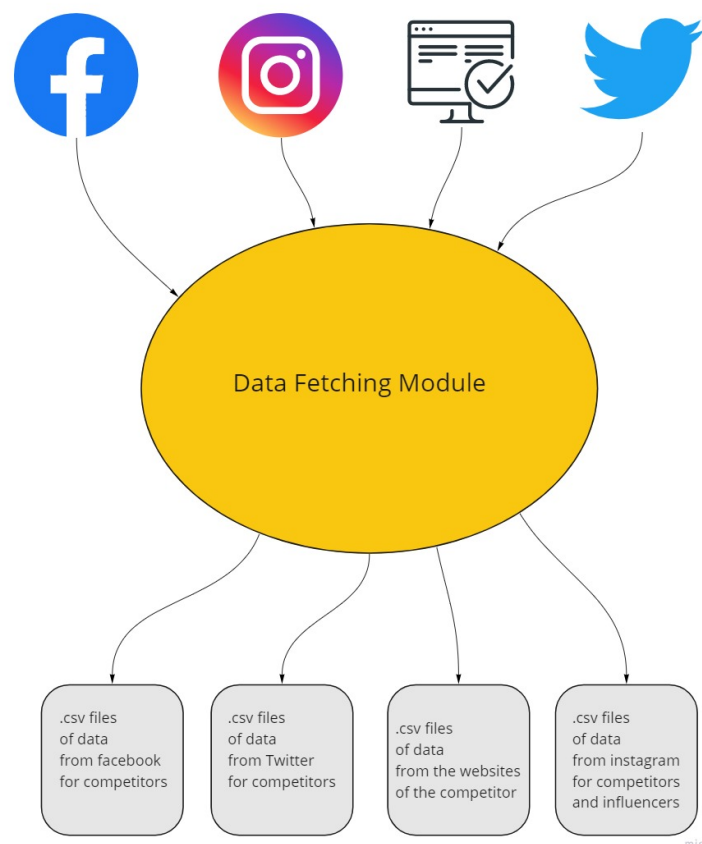 Data Fetching Module
.csv files
of data
from facebook
for competitors
.csv files
of data
from Twitter
for competitors
.csv files
of data
from the websites
of the competitor
.csv files
of data
from instagram
for competitors
and influencers